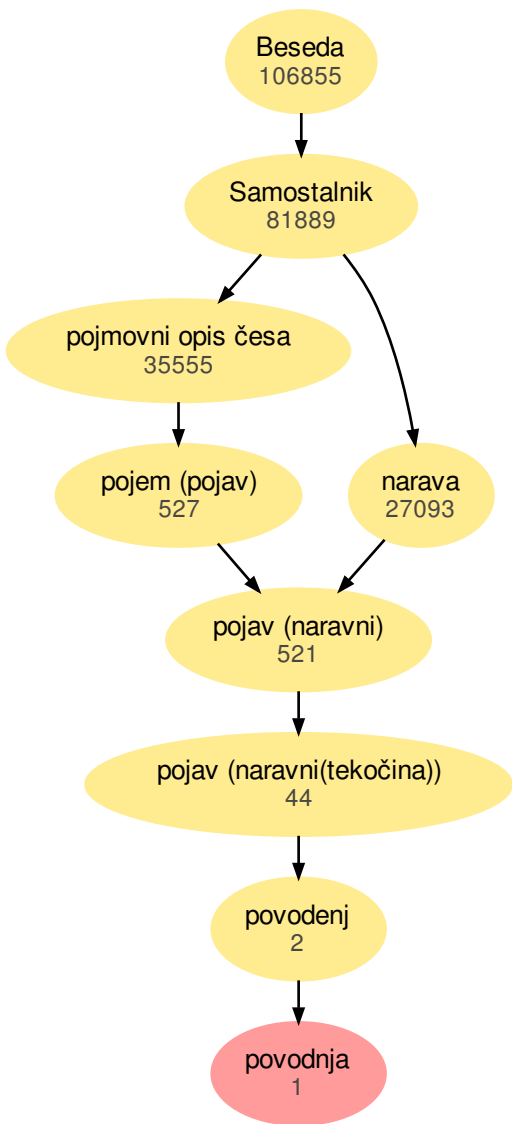 Beseda
106855
Samostalnik
81889
pojmovni opis česa
35555
pojem (pojav)
527
narava
27093
pojav (naravni)
521
pojav (naravni(tekočina))
44
povodenj
2
povodnja
1